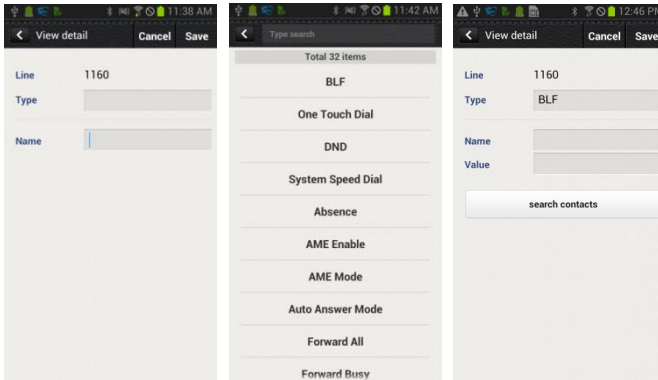 11:38 AM
View detail Cancel Save
Line 1160
Type
Name
11:42 AM
Type search
Total 32 items
BLF
One Touch Dial
DND
System Speed Dial
Absence
AME Enable
AME Mode
Auto Answer Mode
Forward All
Forward Busy
12:46 PM
View detail Cancel Save
Line 1160
Type BLF
Name
Value
search contacts